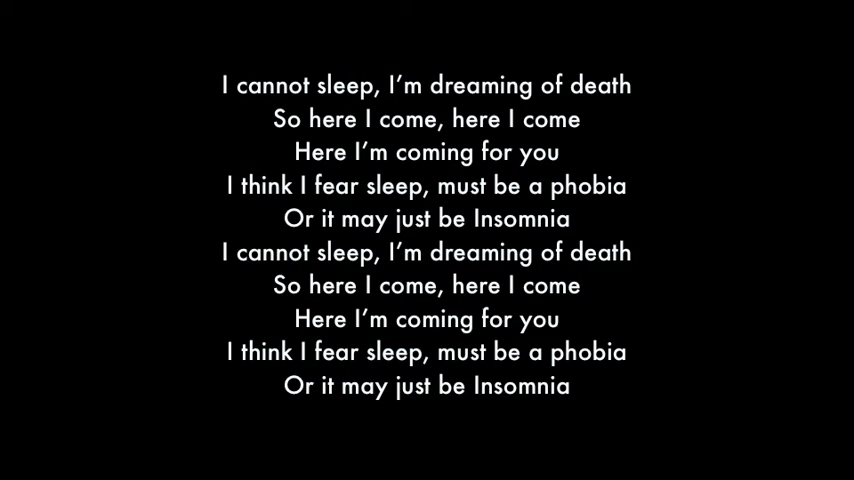 I cannot sleep, I’m dreaming of death
So here I come, here I come
Here I’m coming for you
I think I fear sleep, must be a phobia
Or it may just be Insomnia
I cannot sleep, I’m dreaming of death
So here I come, here I come
Here I’m coming for you
I think I fear sleep, must be a phobia
Or it may just be Insomnia